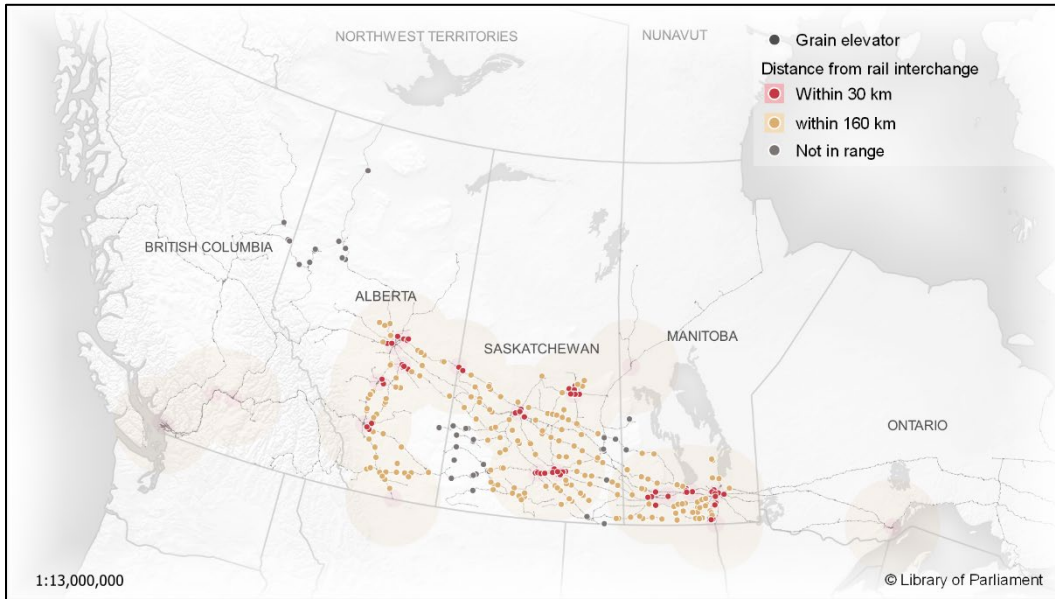 NORTHWEST TERRITORIES
NUNAVUT
Grain elevator
Distance from rail interchange
Within 30 km
within 160 km
Not in range
BRITISH COLUMBIA
ALBERTA
SASKATCHEWAN
MANITOBA
ONTARIO
1:13,000,000
© Library of Parliament